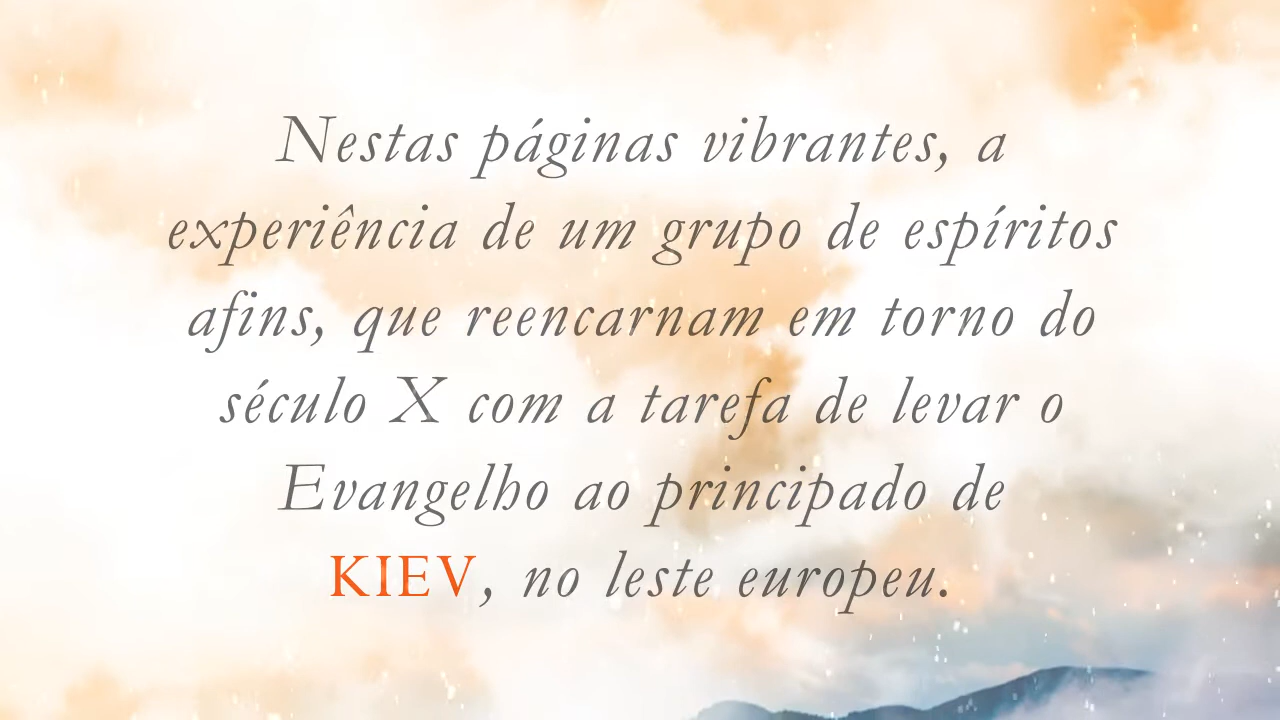 Nestas páginas vibrantes, a
experiência de um grupo de espíritos
afins, que reencarnam em torno do
século X com a tarefa de levar o
Evangelho ao principado de
KIEV, no leste europeu.